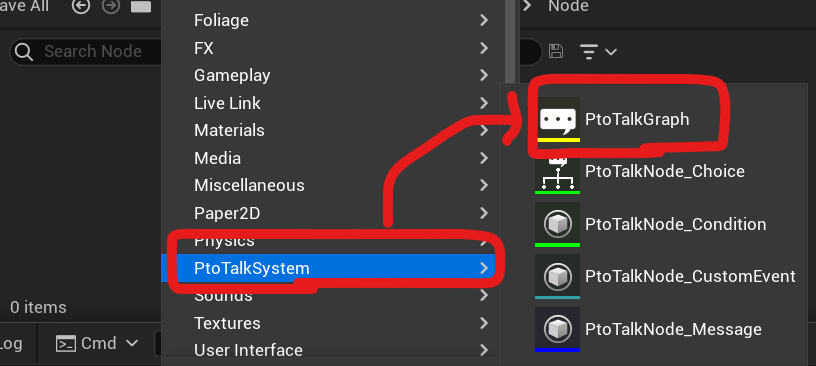 ave All
Node
Search Node
Foliage
FX
Gameplay
Live Link
Materials
Media
Miscellaneous
Paper2D
Physics
PtoTalkSystem
Sounds
Textures
User Interface
PtoTalkGraph
PtoTalkNode_Choice
PtoTalkNode_Condition
PtoTalkNode_CustomEvent
PtoTalkNode_Message
0 items
Log
Cmd